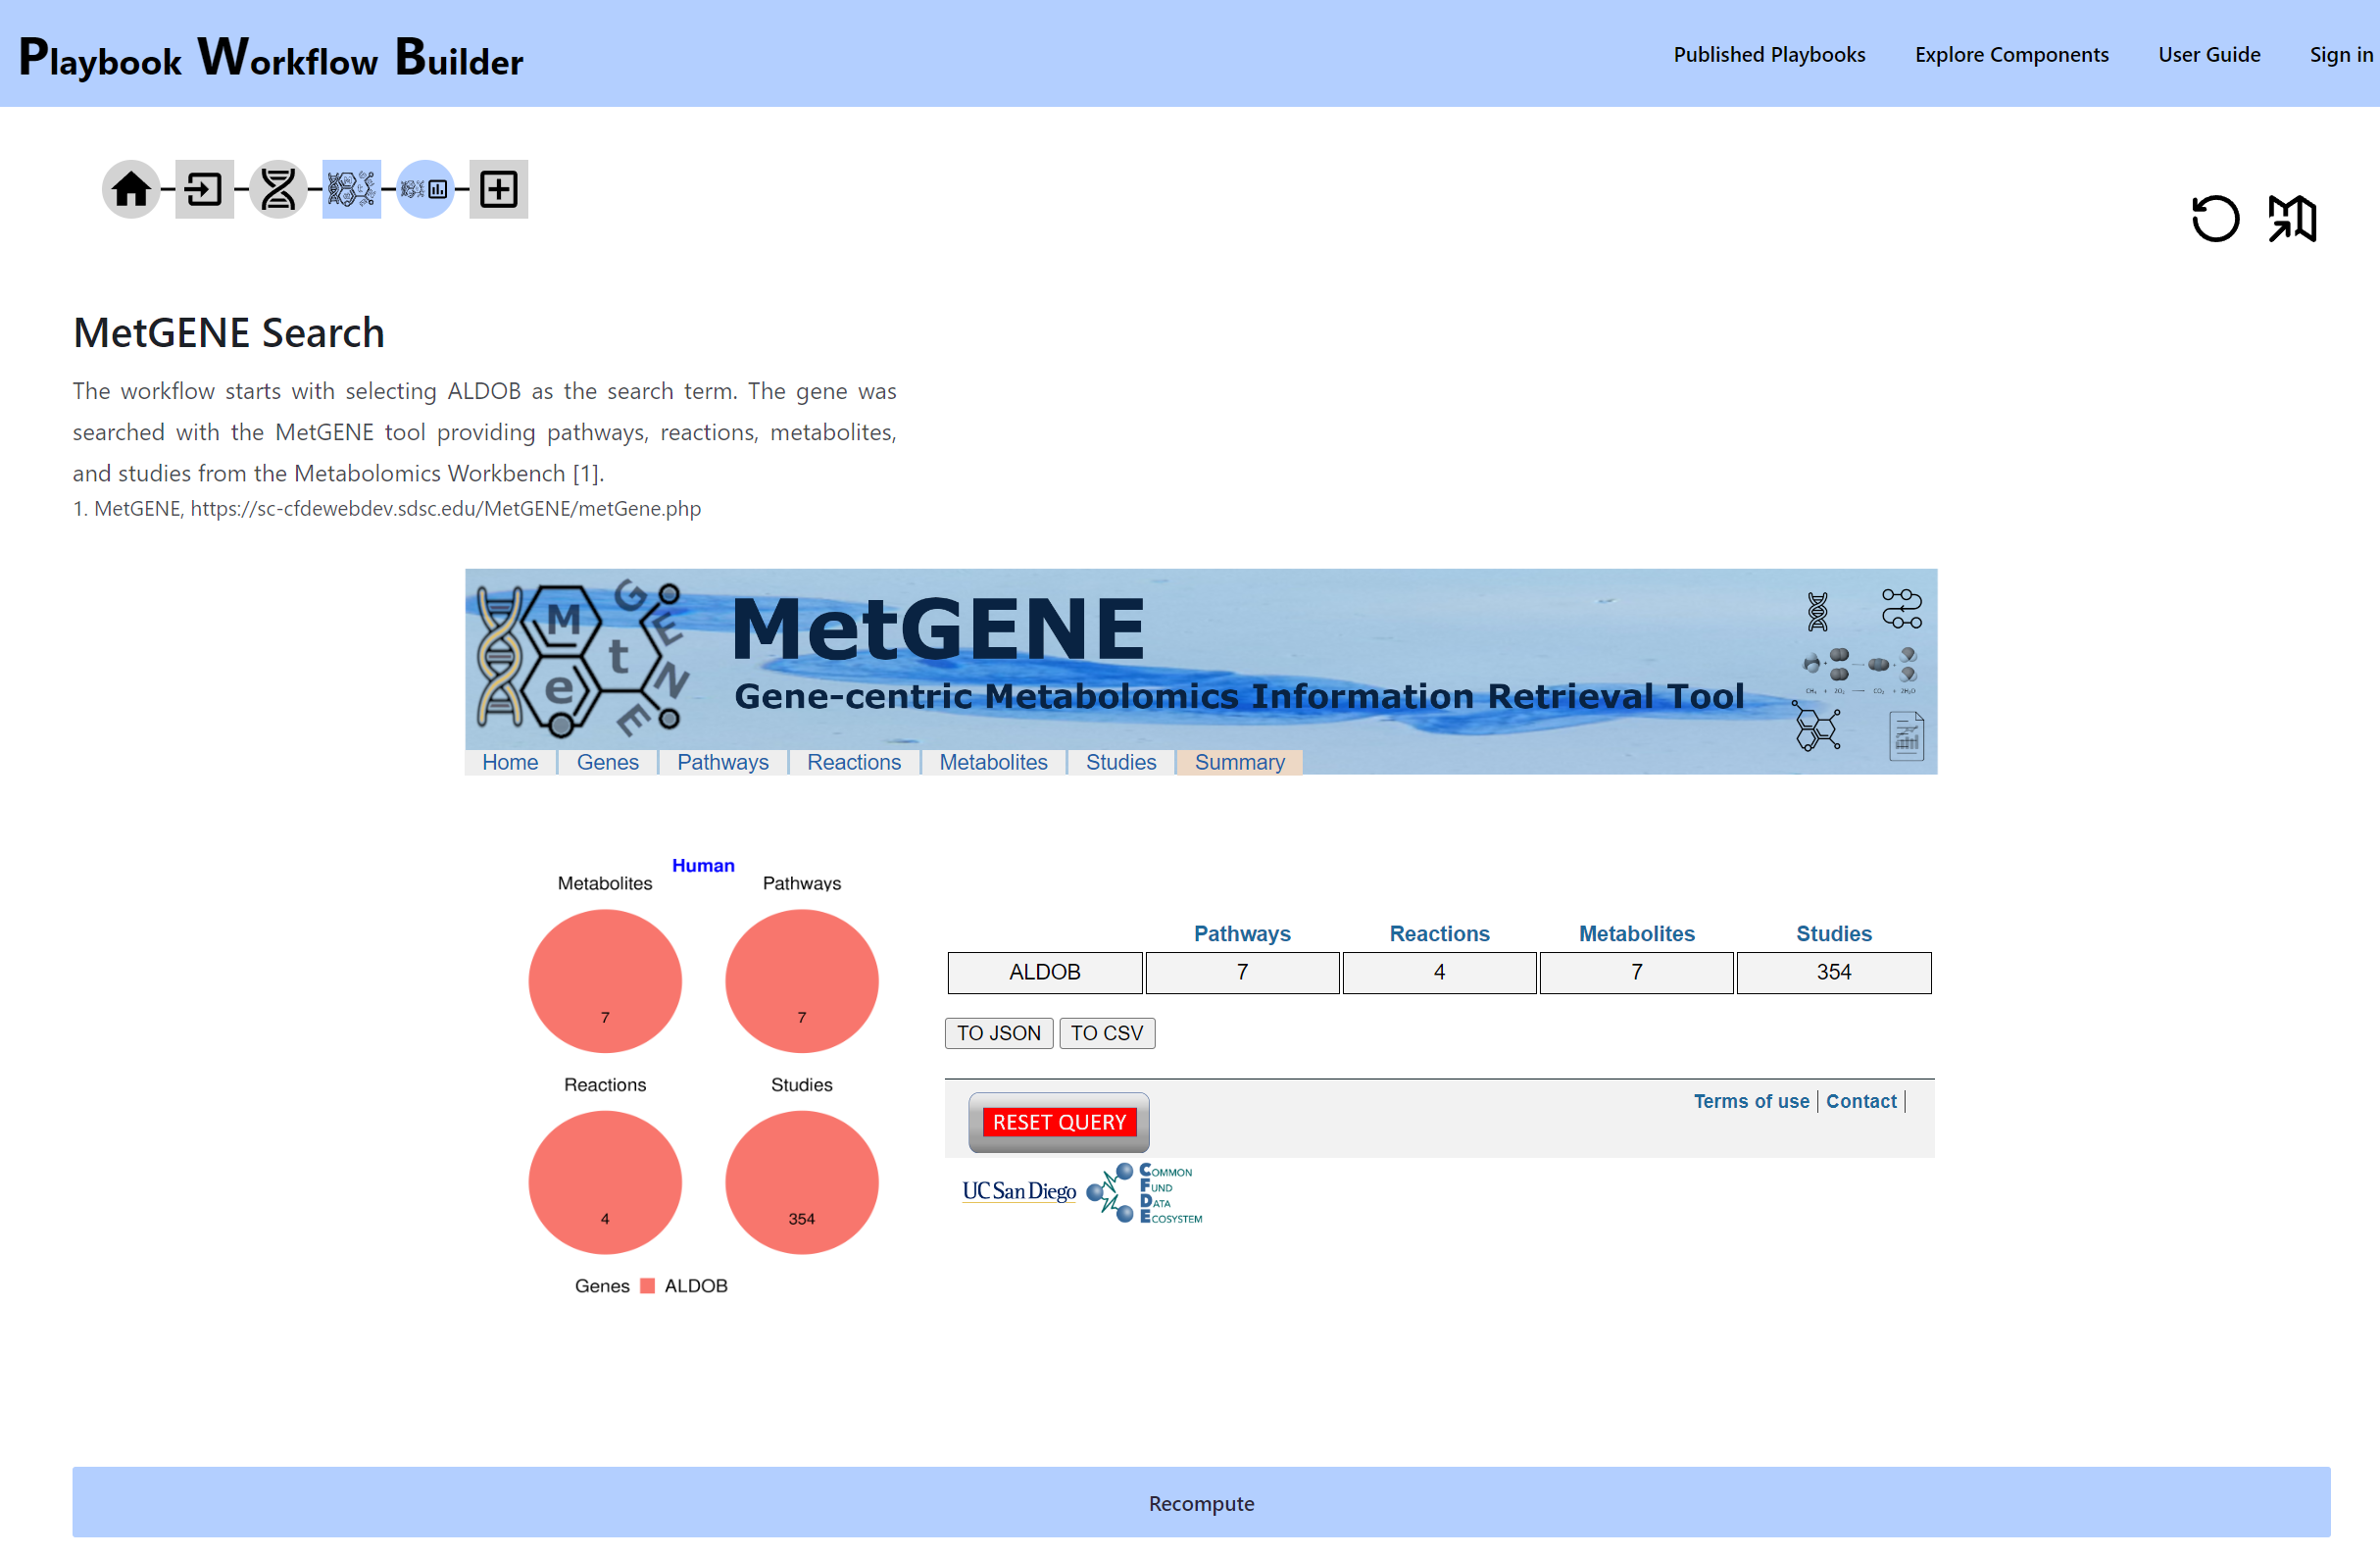 Playbook Workflow Builder
Published Playbooks Explore Components User Guide Sign in
MetGENE Search
The workflow starts with selecting ALDOB as the search term. The gene was
searched with the MetGENE tool providing pathways, reactions, metabolites,
and studies from the Metabolomics Workbench [1].
1. MetGENE, https://sc-cfdewebdev.sdsc.edu/MetGENE/metGene.php
MetGENE
MetGENE
Gene-centric Metabolomics Information Retrieval Tool
CH₄ + 2O₂ CO₂ + 2H₂O
Home Genes Pathways Reactions Metabolites Studies Summary
Human
Metabolites Pathways
7 7
Reactions Studies
4 354
Genes ALDOB
Pathways Reactions Metabolites Studies
ALDOB 7 4 7 354
TO JSON TO CSV
RESET QUERY
Terms of use Contact
UC San Diego
COMMON
FUND
DATA
ECOSYSTEM
Recompute